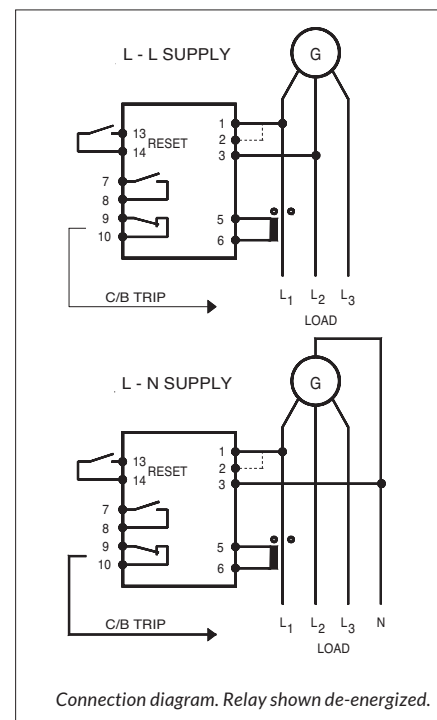 L - L SUPPLY
G
13
RESET
14
7
8
9
10
1
2
3
5
6
C/B TRIP
L1 L2 L3
LOAD
L - N SUPPLY
G
13
RESET
14
7
8
9
10
1
2
3
5
6
C/B TRIP
L1 L2 L3 N
LOAD
Connection diagram. Relay shown de-energized.